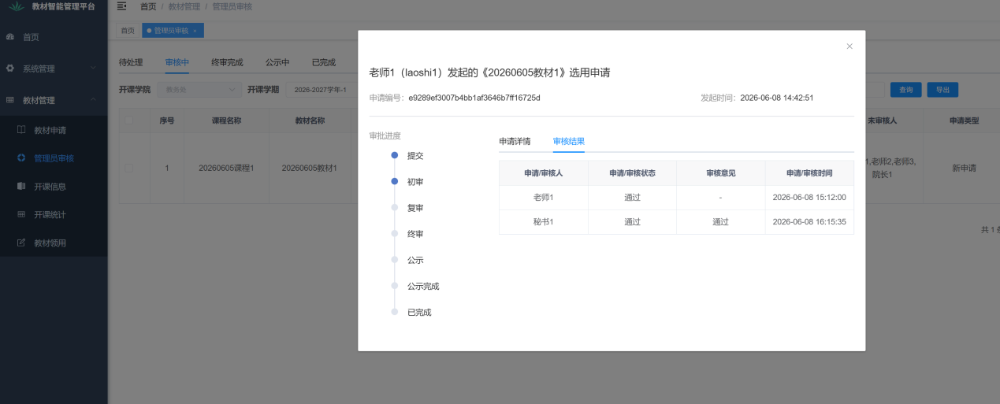 教材智能管理平台
首页 / 教材管理 / 管理员审核
首页
系统管理
教材管理
教材申请
管理员审核
开课信息
开课统计
教材领用
首页 管理员审核 ×
待处理 审核中 终审完成 公示中 已完成
开课学院 教务处 开课学期 2026-2027学年-1 查询 导出
序号 课程名称 教材名称 未审核人 申请类型
1 20260605课程1 20260605教材1 1,老师2,老师3, 新申请
院长1
共 1
老师1（laoshi1）发起的《20260605教材1》选用申请
申请编号： e9289ef3007b4bb1af3646b7ff16725d 发起时间： 2026-06-08 14:42:51
审批进度
提交
初审
复审
终审
公示
公示完成
已完成
申请详情 审核结果
申请/审核人 申请/审核状态 审核意见 申请/审核时间
老师1 通过 - 2026-06-08 15:12:00
秘书1 通过 通过 2026-06-08 16:15:35